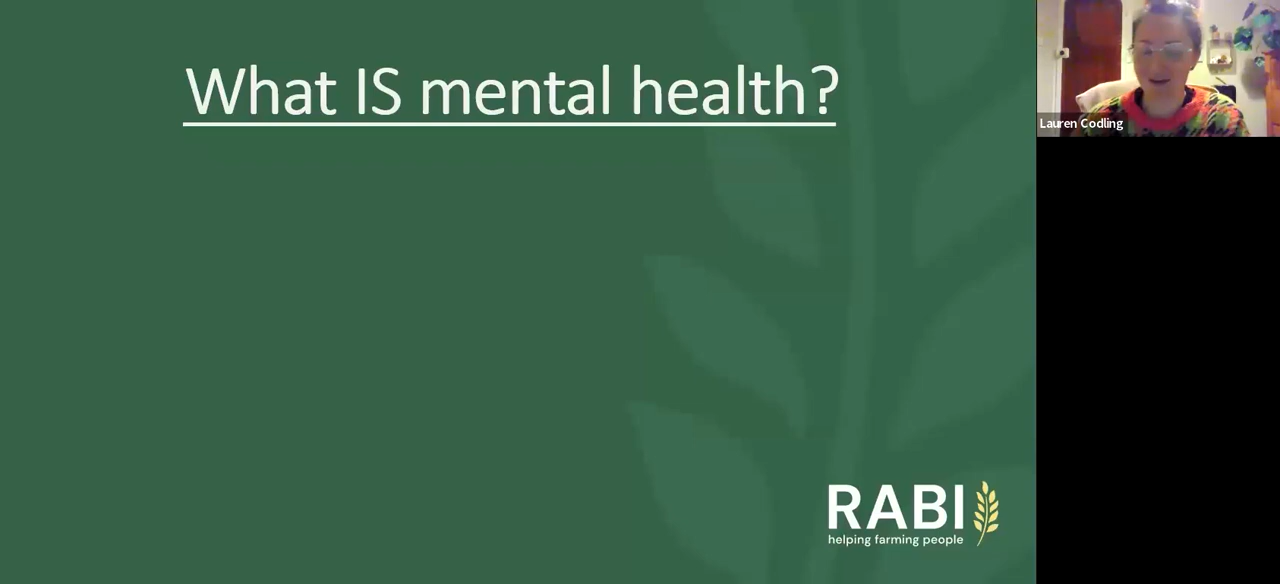 What IS mental health?
Lauren Codling
RABI
helping farming people